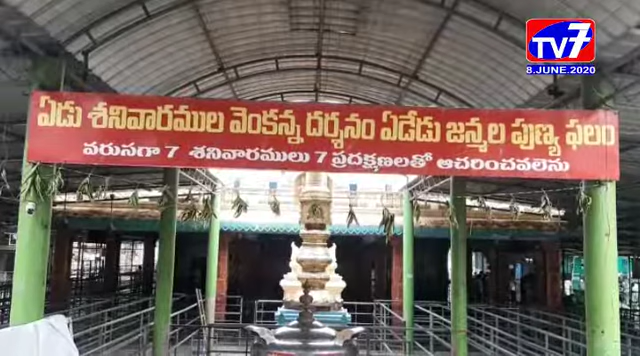 TV7
8.JUNE.2020
ఏడు శనివారముల వెంకన్న దర్శనం ఏడేడు జన్మల పుణ్య ఫలం
వరుసగా 7 శనివారములు 7 ప్రదక్షణలతో ఆచరించవలెను